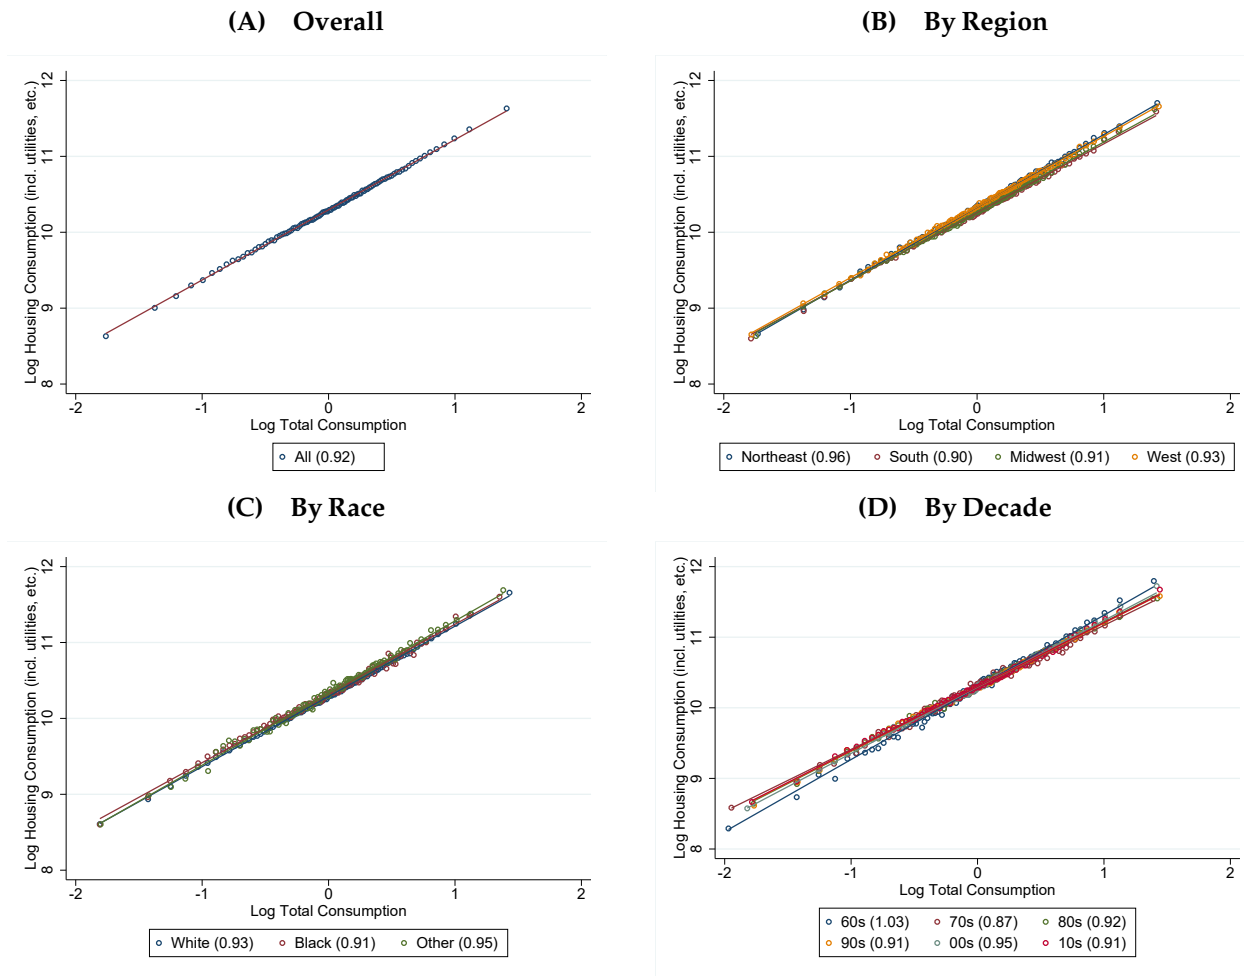 (A) Overall
Log Housing Consumption (incl. utilities, etc.)
12
11
10
9
8
-2 -1 0 1 2
Log Total Consumption
All (0.92)
(B) By Region
Log Housing Consumption (incl. utilities, etc.)
12
11
10
9
8
-2 -1 0 1 2
Log Total Consumption
Northeast (0.96) South (0.90) Midwest (0.91) West (0.93)
(C) By Race
Log Housing Consumption (incl. utilities, etc.)
12
11
10
9
8
-2 -1 0 1 2
Log Total Consumption
White (0.93) Black (0.91) Other (0.95)
(D) By Decade
Log Housing Consumption (incl. utilities, etc.)
12
11
10
9
8
-2 -1 0 1 2
Log Total Consumption
60s (1.03) 70s (0.87) 80s (0.92)
90s (0.91) 00s (0.95) 10s (0.91)